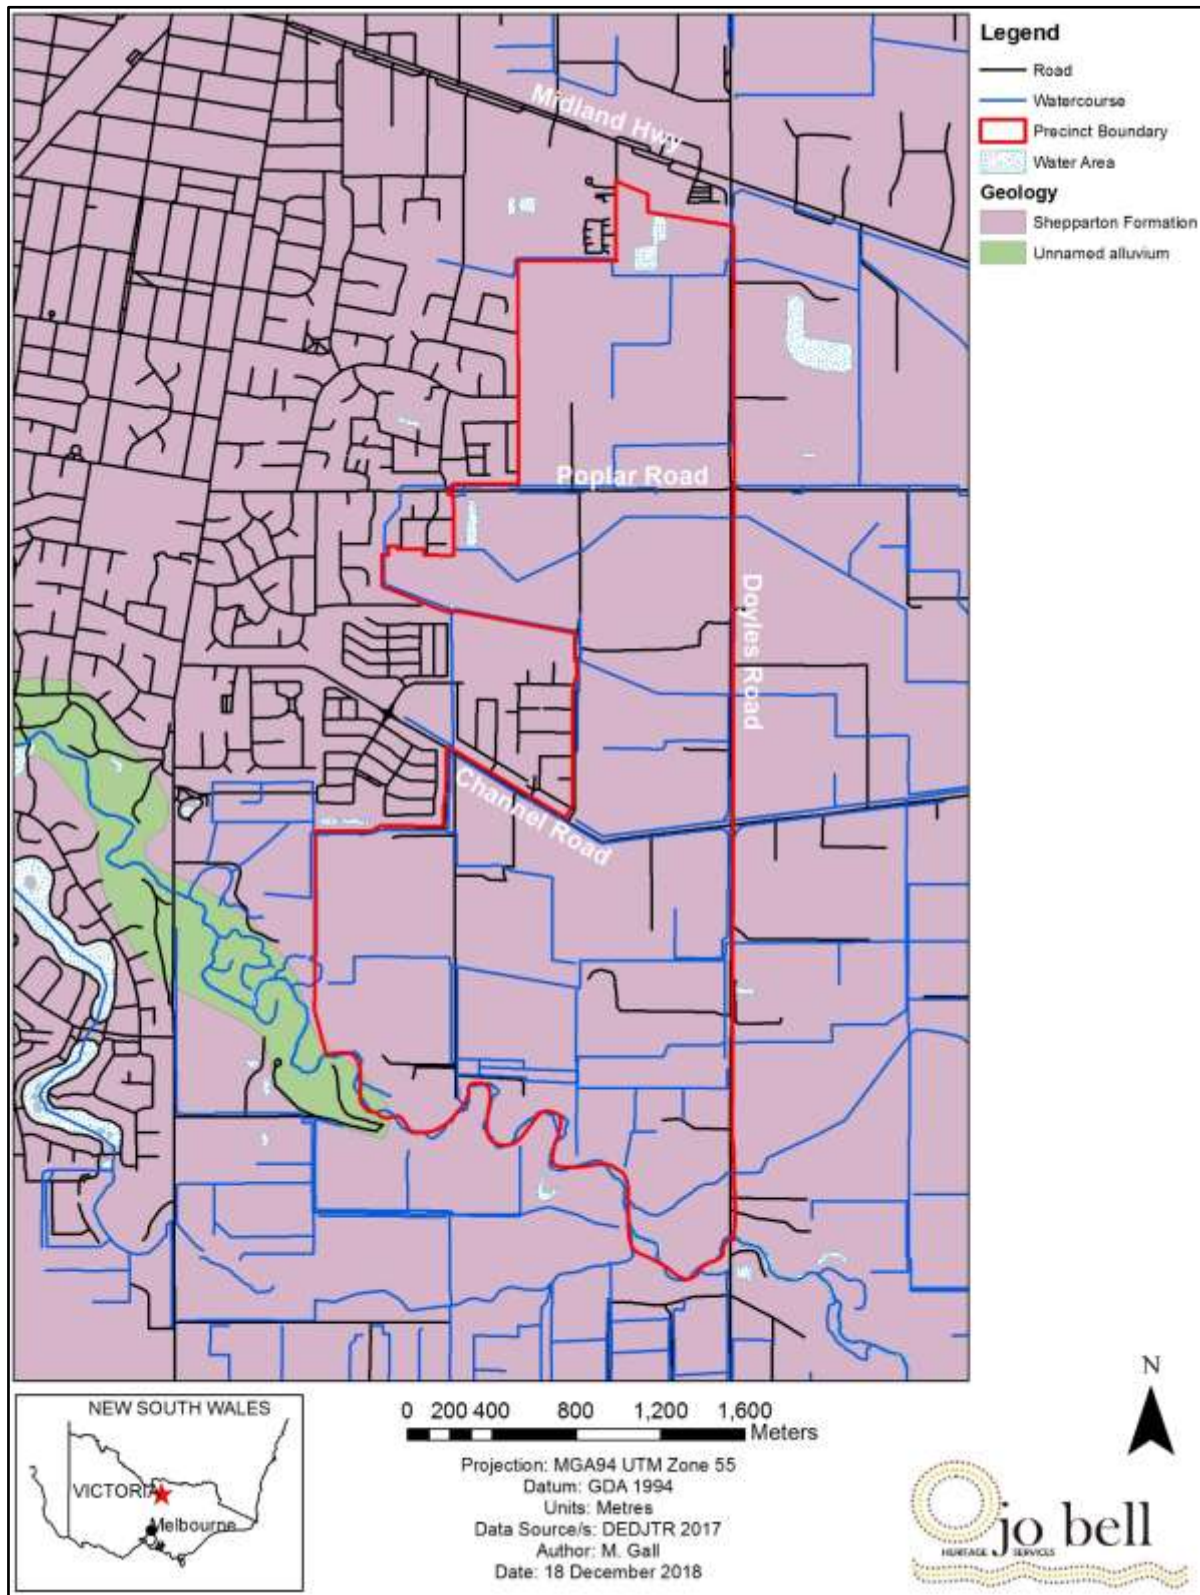 Legend
Road
Watercourse
Precinct Boundary
Water Area
Geology
Shepparton Formation
Unnamed alluvium
Midland Hwy
Poplar Road
Doyles Road
Channel Road
NEW SOUTH WALES
VICTORIA
Melbourne
0 200 400 800 1,200 1,600
Meters
Projection: MGA94 UTM Zone 55
Datum: GDA 1994
Units: Metres
Data Source/s: DEDJTR 2017
Author: M. Gall
Date: 18 December 2018
N
jo bell
HERITAGE SERVICES